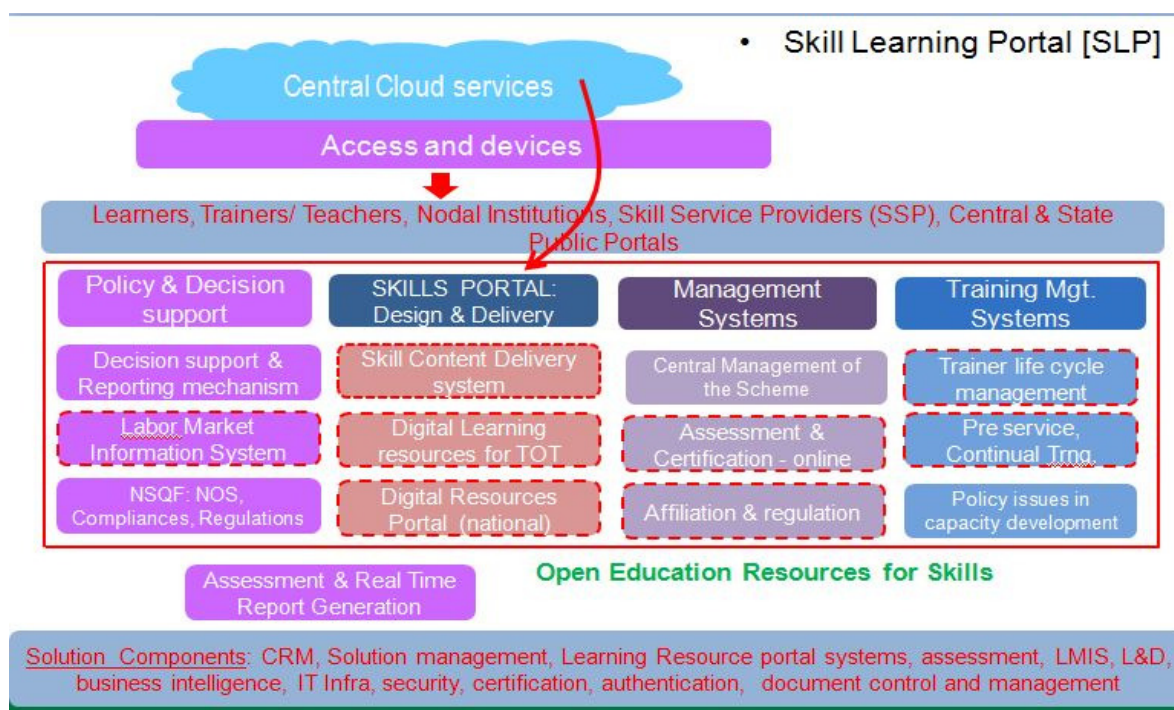 • Skill Learning Portal [SLP]
Central Cloud services
Access and devices
Learners, Trainers/ Teachers, Nodal Institutions, Skill Service Providers (SSP), Central & State
Public Portals
Policy & Decision
support
Decision support &
Reporting mechanism
Labor Market
Information System
NSQF: NOS,
Compliances, Regulations
SKILLS PORTAL:
Design & Delivery
Skill Content Delivery
system
Digital Learning
resources for TOT
Digital Resources
Portal (national)
Management
Systems
Central Management of
the Scheme
Assessment &
Certification - online
Affiliation & regulation
Training Mgt.
Systems
Trainer life cycle
management
Pre service,
Continual Trng.
Policy issues in
capacity development
Assessment & Real Time
Report Generation
Open Education Resources for Skills
Solution Components: CRM, Solution management, Learning Resource portal systems, assessment, LMIS, L&D,
business intelligence, IT Infra, security, certification, authentication, document control and management